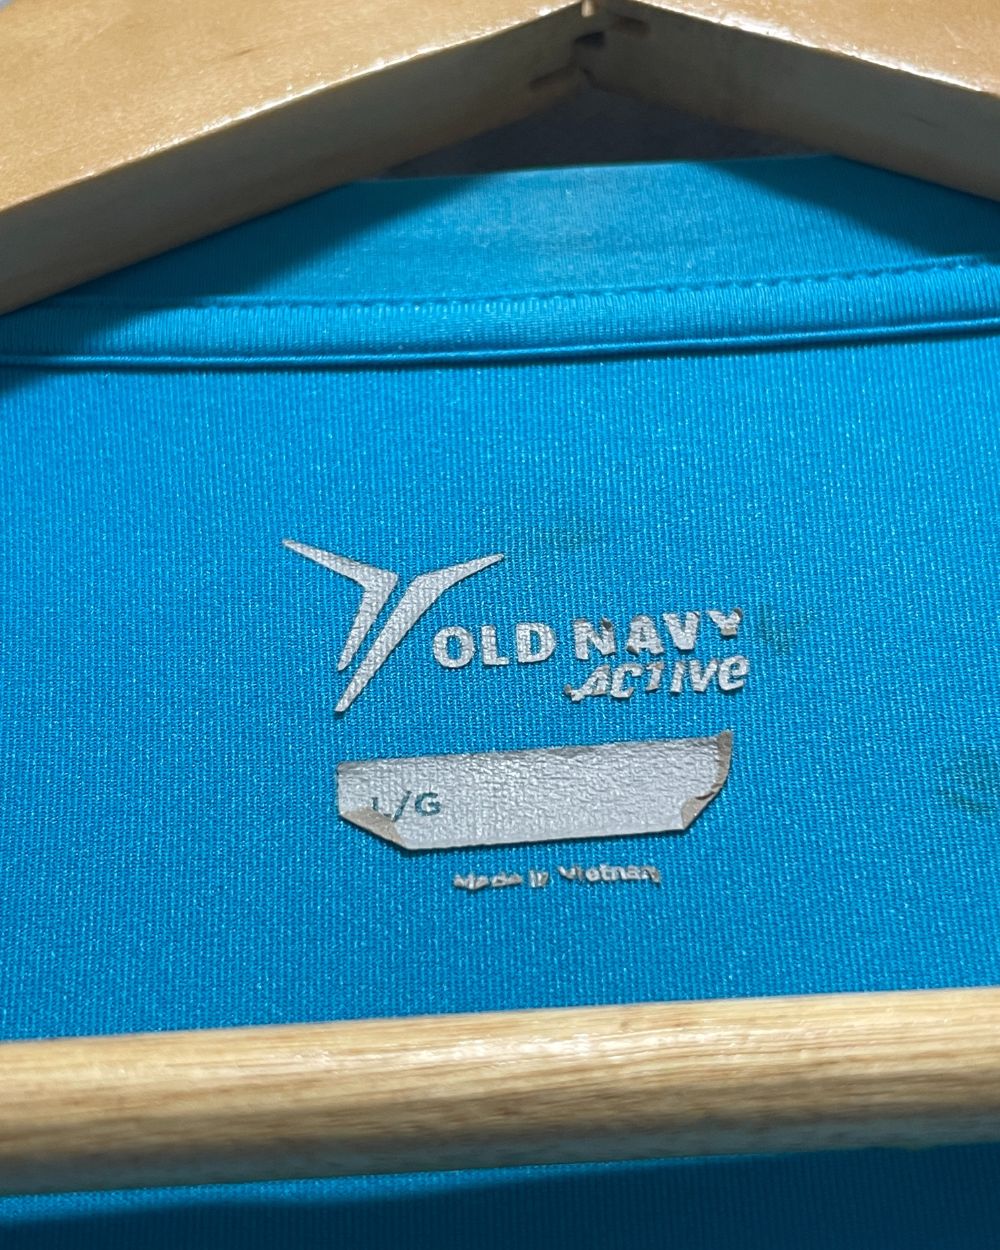 OLD NAVY
ACTIVE
L/G
Made in Vietnam